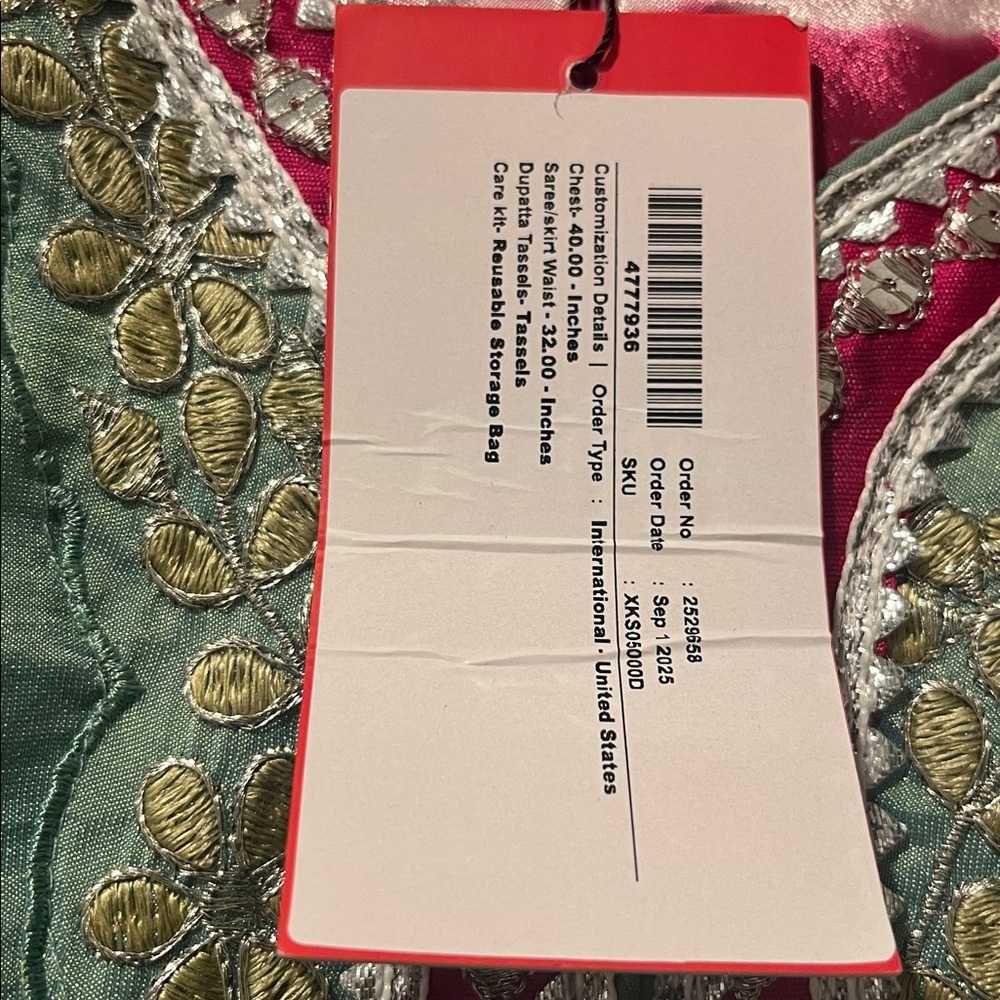 Order No : 2529658
Order Date : Sep 1 2025
4777936 SKU : XKS05000D
Customization Details | Order Type : International - United States
Chest- 40.00 - Inches
Saree/skirt Waist - 32.00 - Inches
Dupatta Tassels- Tassels
Care kit- Reusable Storage Bag